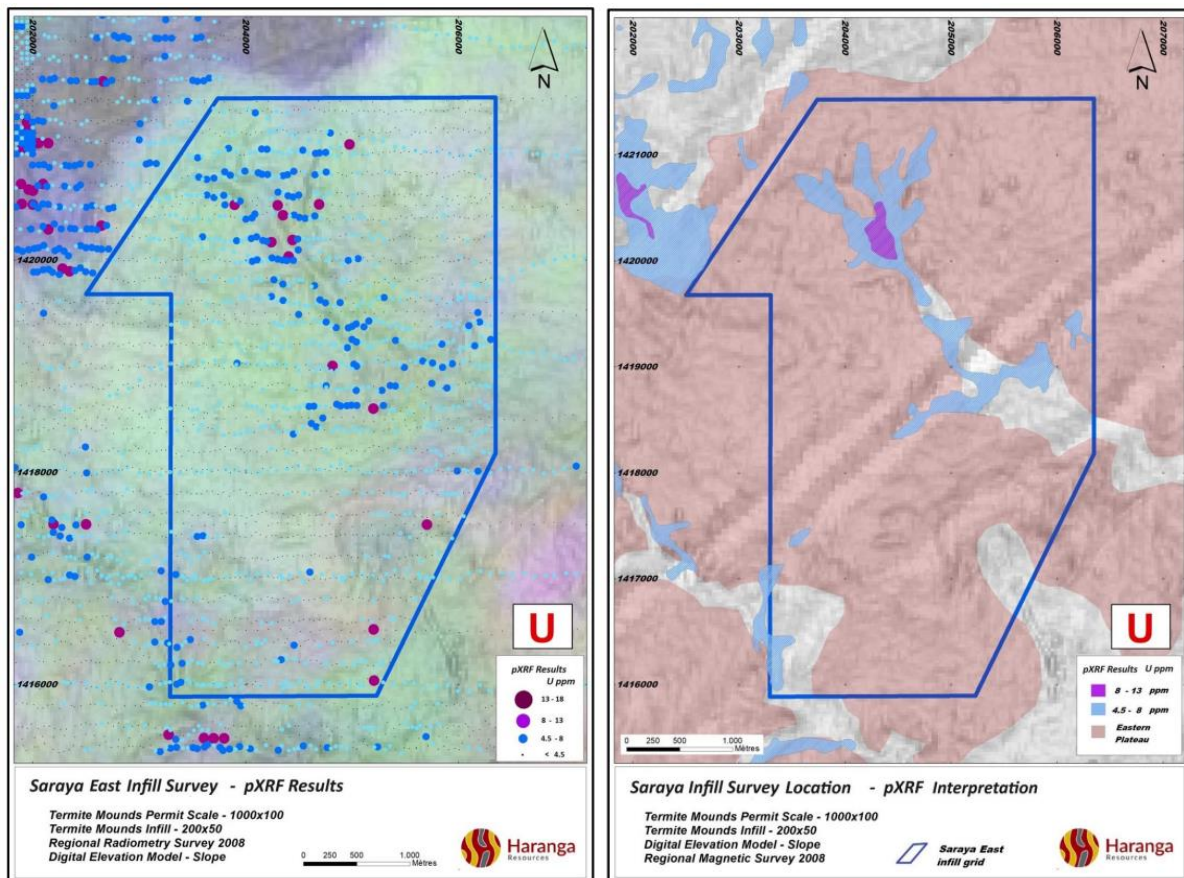 202000
204000
206000
N
1420000
1418000
1416000
U
pXRF Results
U ppm
13 - 18
8 - 13
4.5 - 8
< 4.5
Saraya East Infill Survey - pXRF Results
Termite Mounds Permit Scale - 1000x100
Termite Mounds Infill - 200x50
Regional Radiometry Survey 2008
Digital Elevation Model - Slope
0 250 500 1.000
Mètres
Haranga
Resources
202000
203000
204000
205000
206000
207000
N
1421000
1420000
1419000
1418000
1417000
1416000
U
pXRF Results U ppm
8 - 13 ppm
4.5 - 8 ppm
Eastern
Plateau
0 250 500 1.000
Mètres
Saraya Infill Survey Location - pXRF Interpretation
Termite Mounds Permit Scale - 1000x100
Termite Mounds Infill - 200x50
Digital Elevation Model - Slope
Regional Magnetic Survey 2008
Saraya East
infill grid
Haranga
Resources